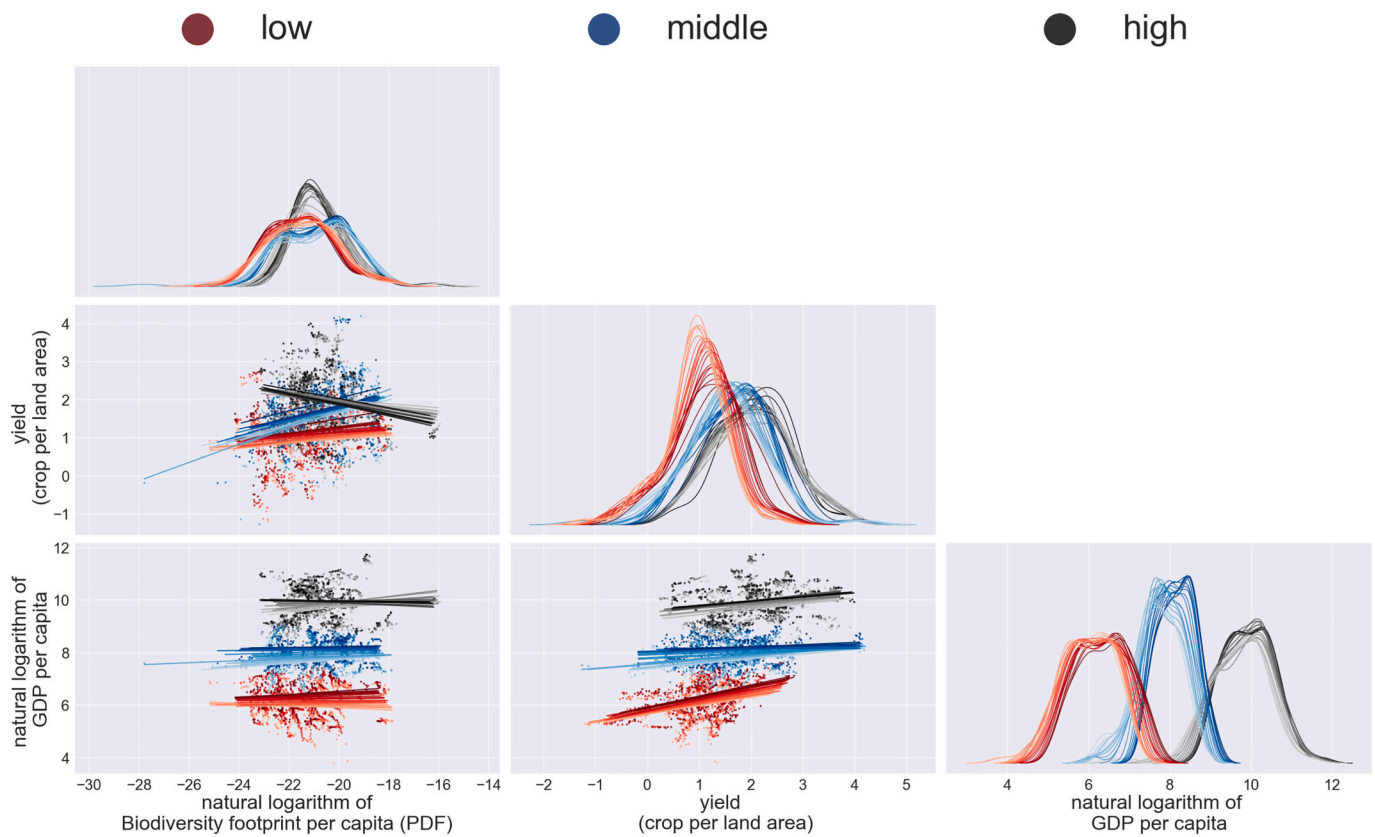 low middle high
yield
(crop per land area)
4
3
2
1
0
−1
natural logarithm of
GDP per capita
12
10
8
6
4
−30 −28 −26 −24 −22 −20 −18 −16 −14
natural logarithm of
Biodiversity footprint per capita (PDF)
−2 −1 0 1 2 3 4 5
yield
(crop per land area)
4 6 8 10 12
natural logarithm of
GDP per capita